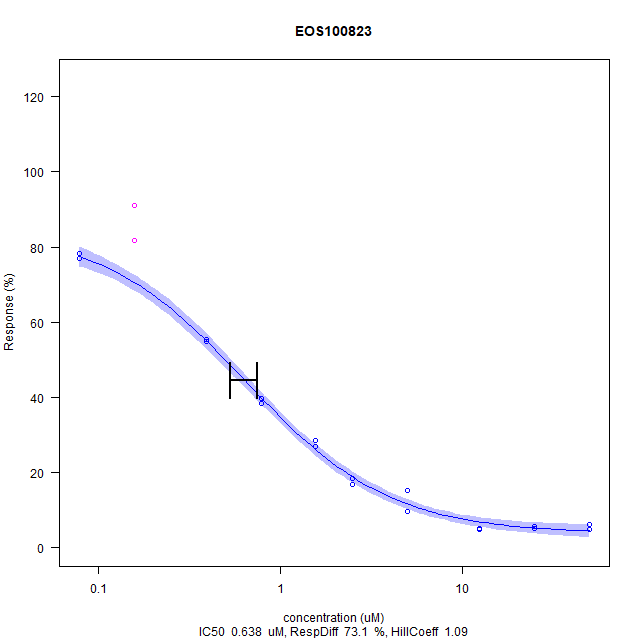 EOS100823
120
100
80
60
40
20
0
Response (%)
0.1 1 10
concentration (uM)
IC50 0.638 uM, RespDiff 73.1 %, HillCoeff 1.09